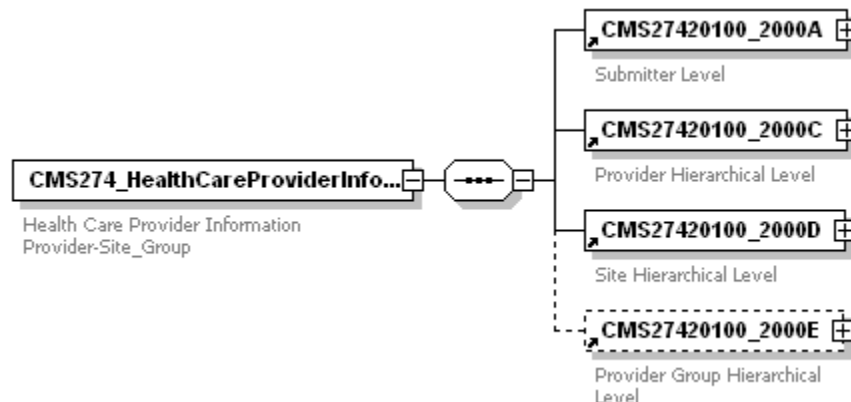 CMS27420100_2000A
Submitter Level
CMS27420100_2000C
Provider Hierarchical Level
CMS274_HealthCareProviderInfo...
Health Care Provider Information
Provider-Site_Group
CMS27420100_2000D
Site Hierarchical Level
CMS27420100_2000E
Provider Group Hierarchical
Level